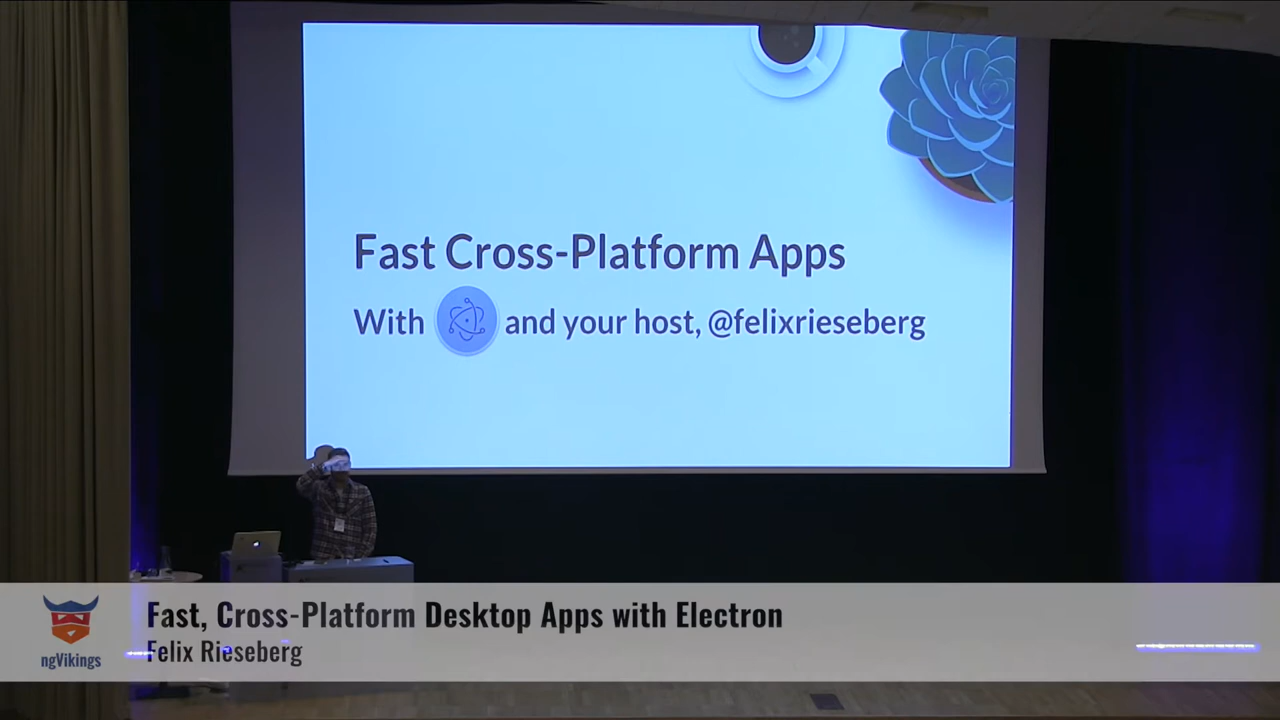 Fast Cross-Platform Apps
With and your host, @felixrieseberg
Fast, Cross-Platform Desktop Apps with Electron
Felix Rieseberg
ngVikings